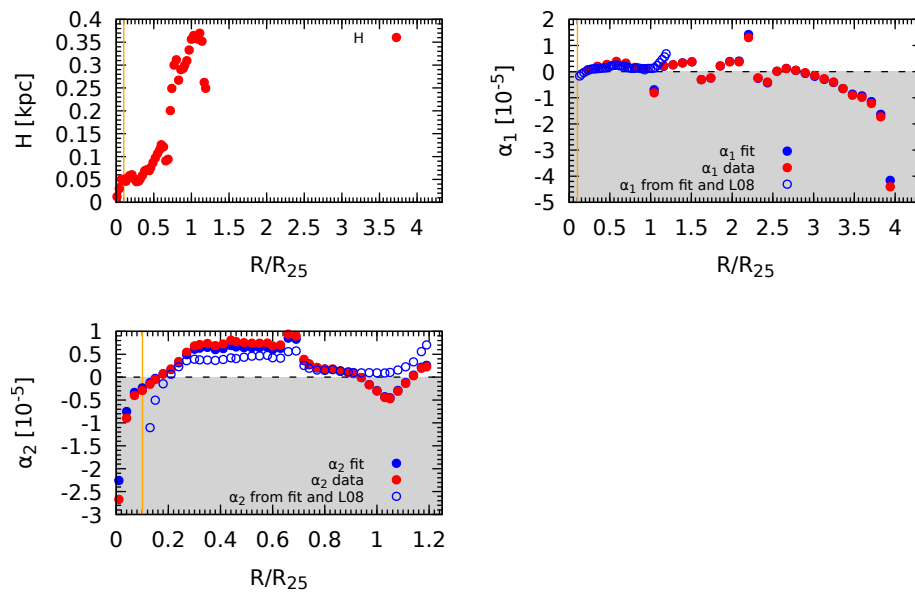 0.4
0.35
0.3
0.25
0.2
0.15
0.1
0.05
0
H [kpc]
H
0 0.5 1 1.5 2 2.5 3 3.5 4
R/R25
1
0
-1
-2
-3
-4
-5
α1 [10-5]
α1 fit
α1 data
α1 from fit and L08
0 0.5 1 1.5 2 2.5 3 3.5 4
R/R25
1
0.5
0
-0.5
-1
-1.5
-2
-2.5
-3
α2 [10-5]
α2 fit
α2 data
α2 from fit and L08
0 0.2 0.4 0.6 0.8 1 1.2
R/R25